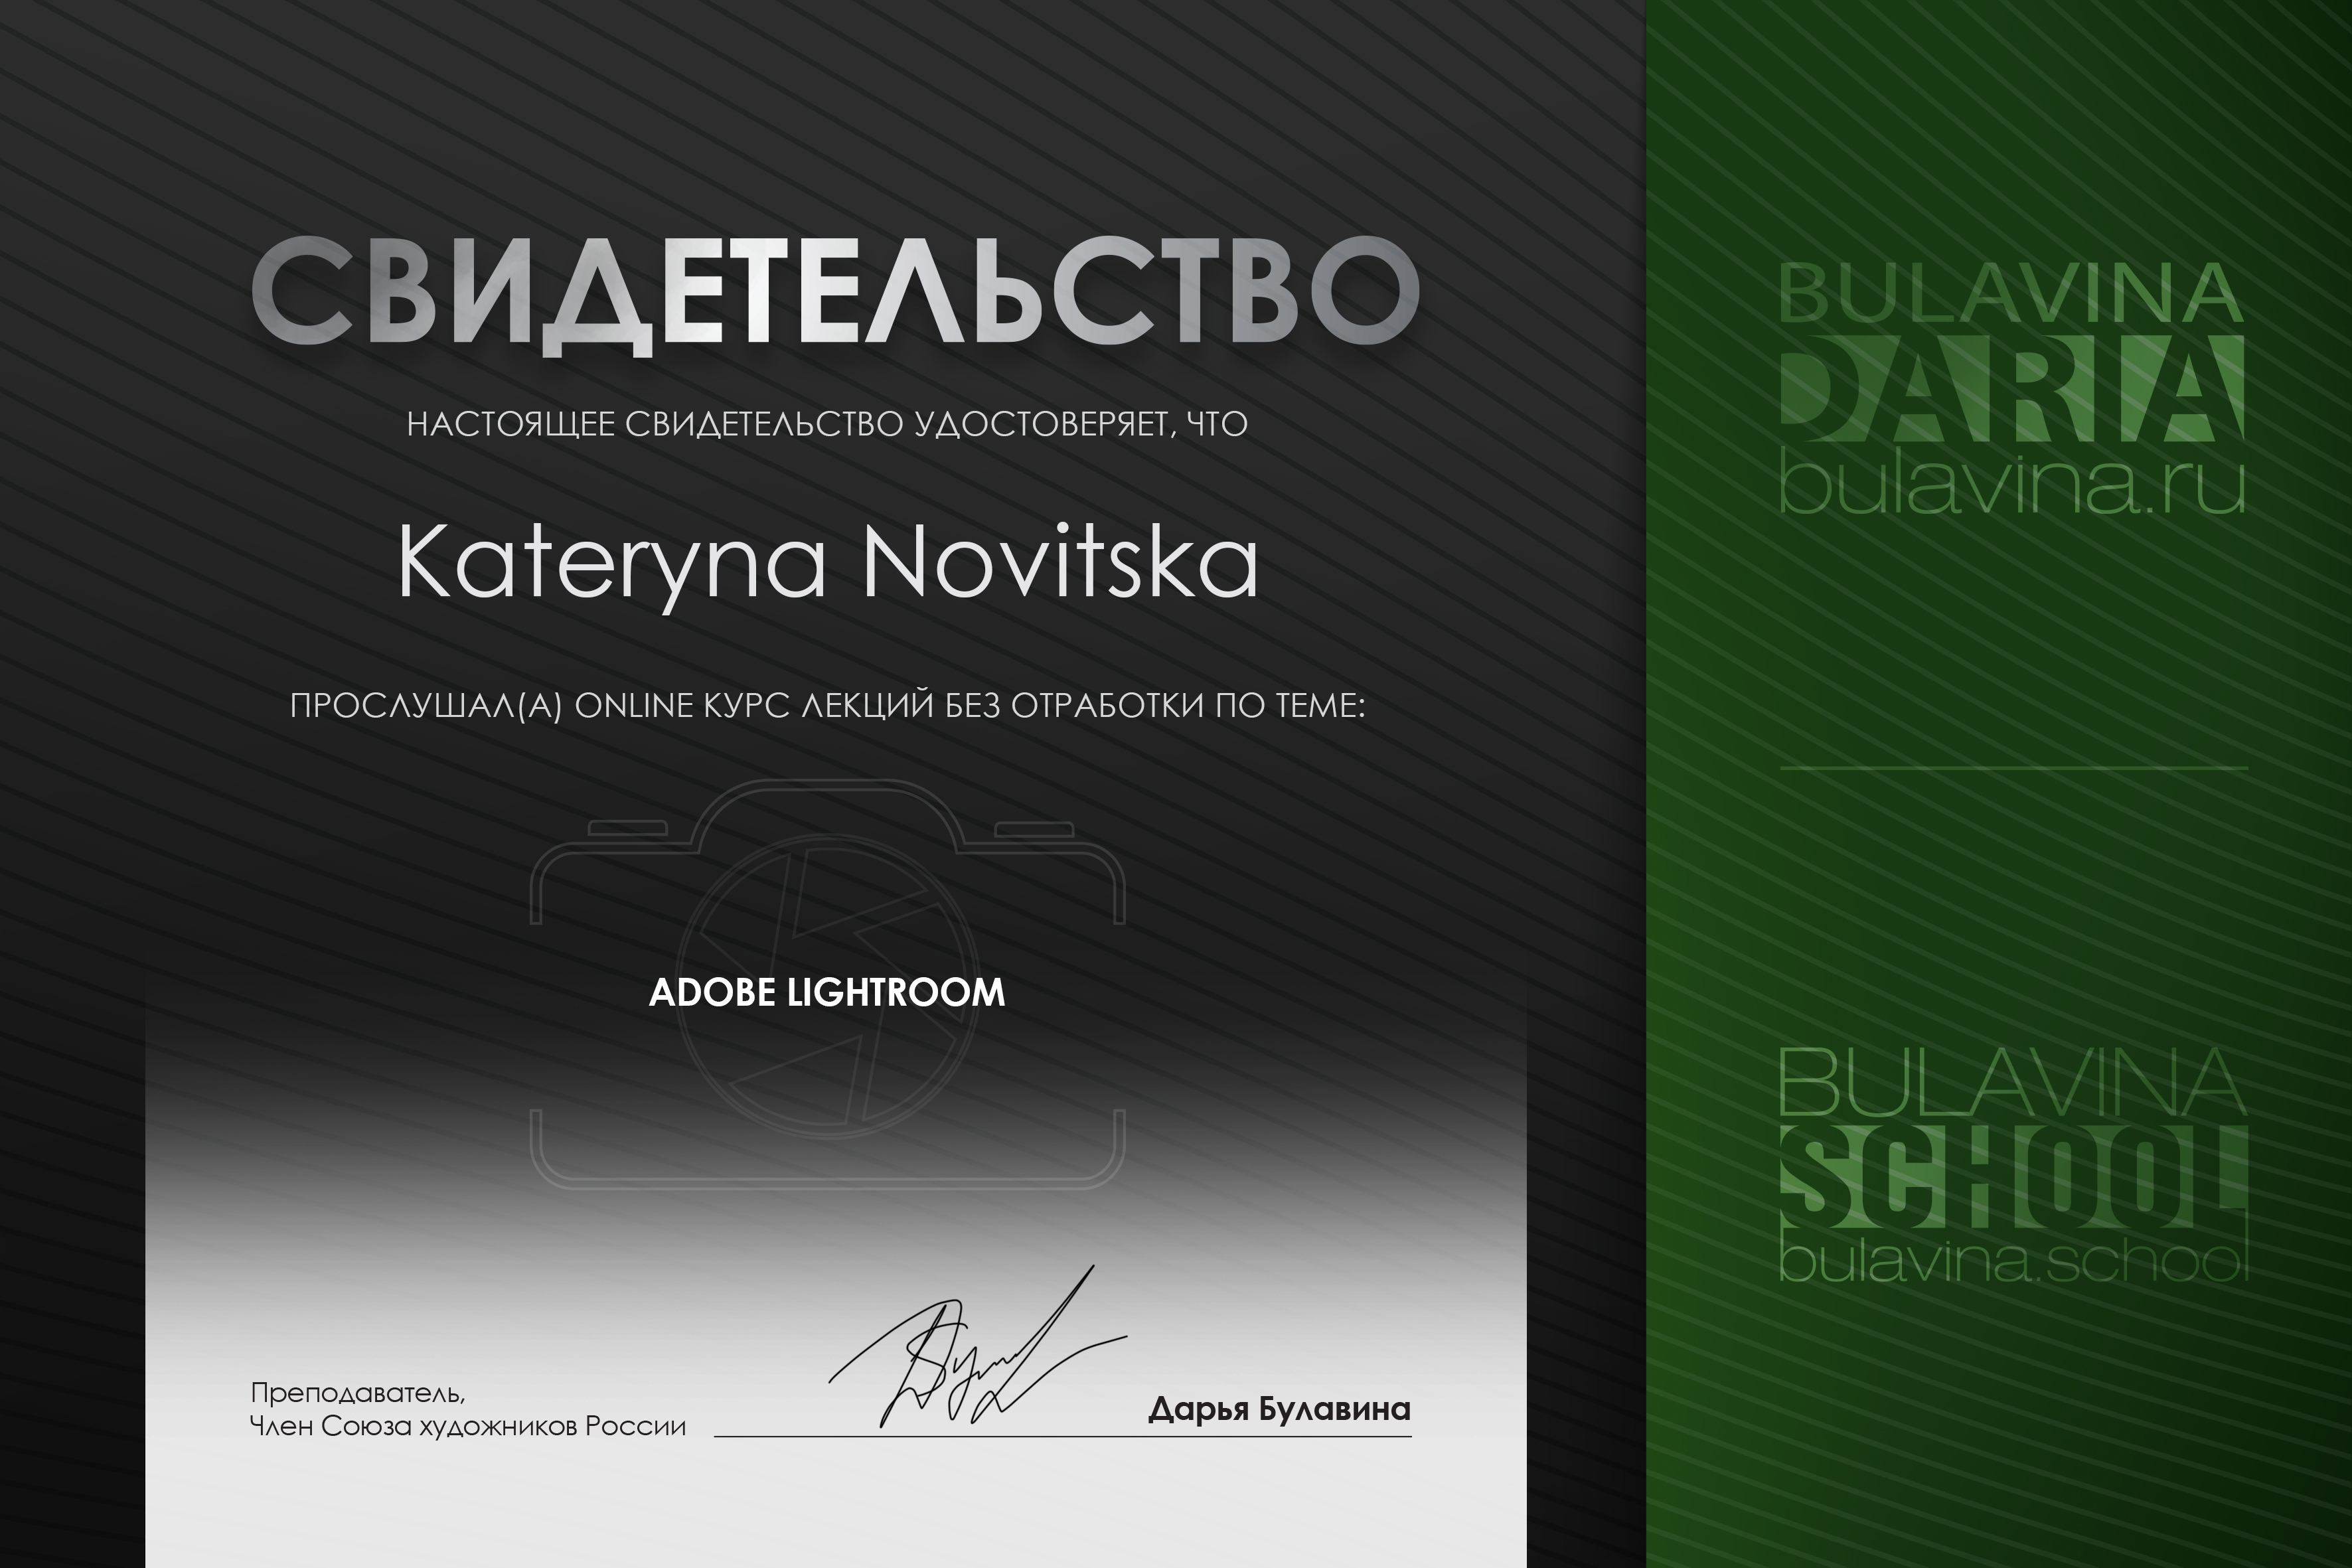 СВИДЕТЕЛЬСТВО
НАСТОЯЩЕЕ СВИДЕТЕЛЬСТВО УДОСТОВЕРЯЕТ, ЧТО
Kateryna Novitska
ПРОСЛУШАЛ(А) ONLINE КУРС ЛЕКЦИЙ БЕЗ ОТРАБОТКИ ПО ТЕМЕ:
ADOBE LIGHTROOM
Преподаватель,
Член Союза художников России
Дарья Булавина
BULAVINA
DARIA
bulavina.ru
BULAVINA
SCHOOL
bulavina.school